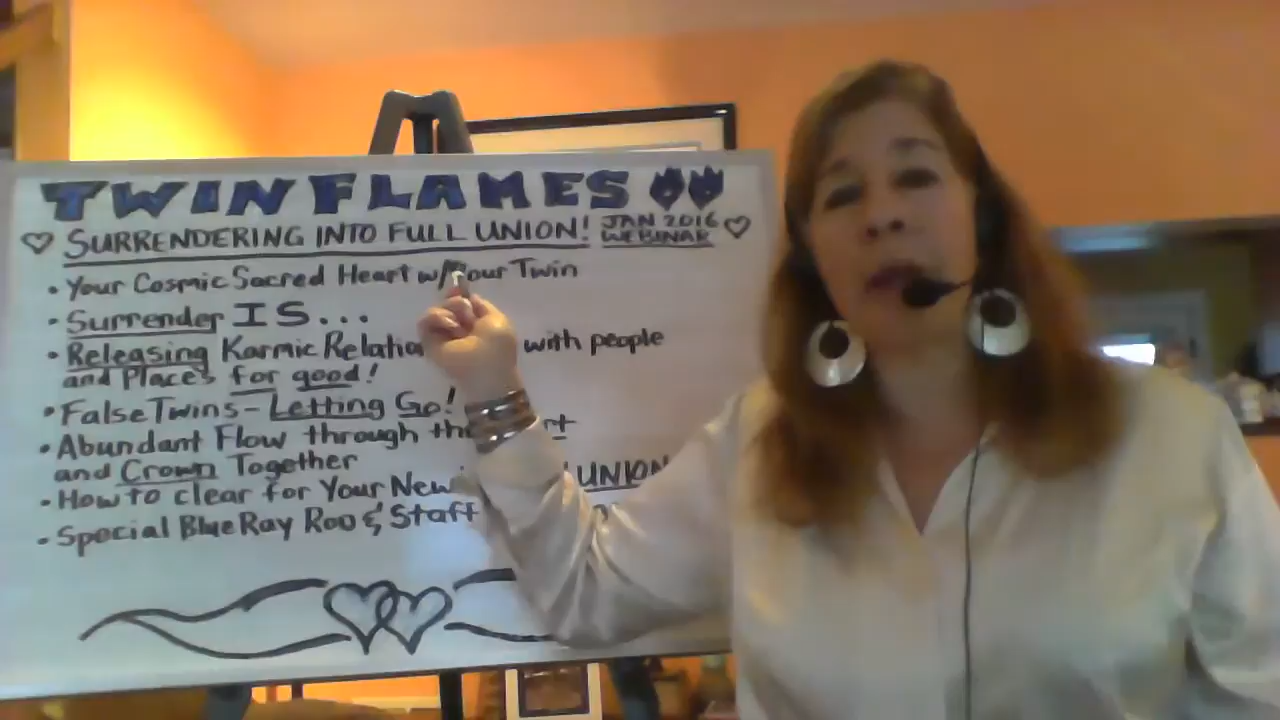 TWIN FLAMES
SURRENDERING INTO FULL UNION! JAN 2016 WEBINAR
• Your Cosmic Sacred Heart w/ Your Twin
• Surrender IS...
• Releasing Karmic with people
and Places for good!
• False Twins - Letting Go!
• Abundant Flow through
and Crown Together
• How to clear for Your New UNION
• Special Blue Ray Rod & Staff